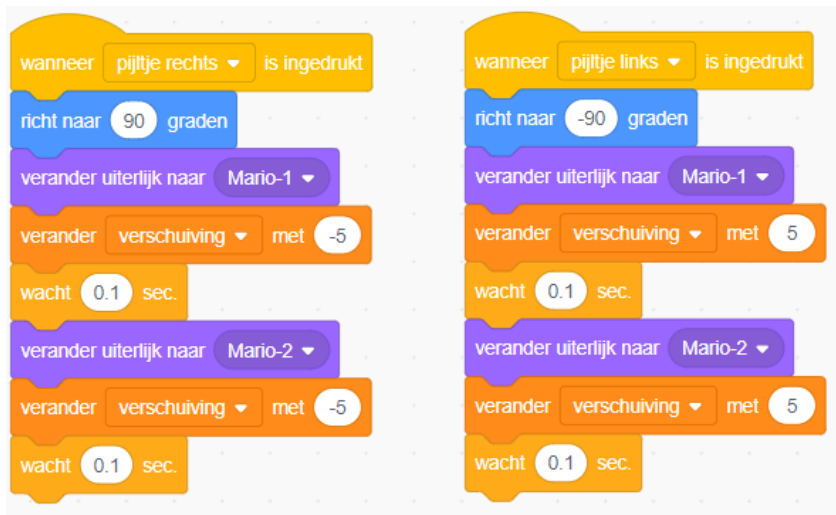 wanneer pijltje rechts is ingedrukt
richt naar 90 graden
verander uiterlijk naar Mario-1
verander verschuiving met -5
wacht 0.1 sec.
verander uiterlijk naar Mario-2
verander verschuiving met -5
wacht 0.1 sec.
wanneer pijltje links is ingedrukt
richt naar -90 graden
verander uiterlijk naar Mario-1
verander verschuiving met 5
wacht 0.1 sec.
verander uiterlijk naar Mario-2
verander verschuiving met 5
wacht 0.1 sec.